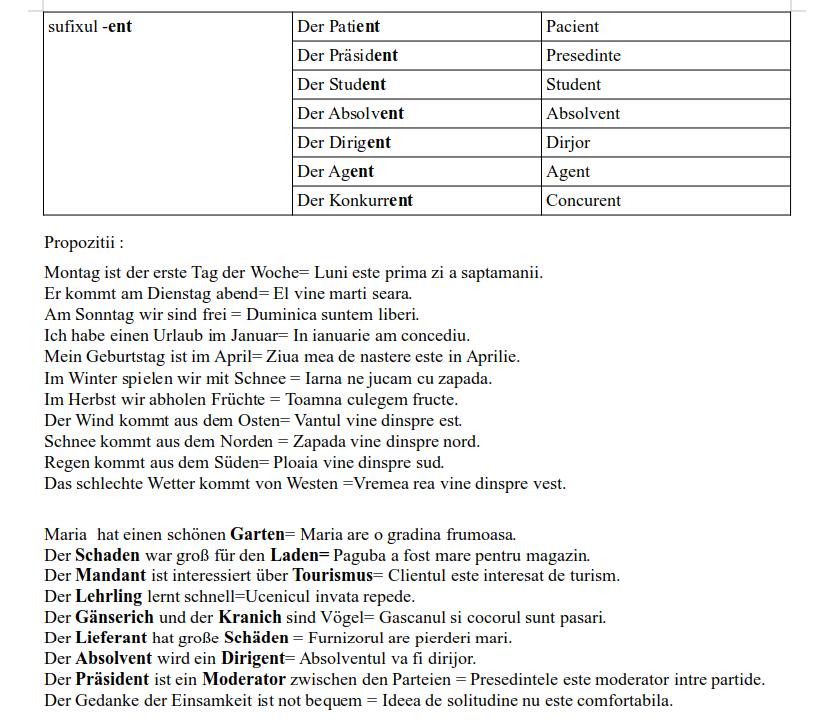 sufixul -ent Der Patient Pacient
Der Präsident Presedinte
Der Student Student
Der Absolvent Absolvent
Der Dirigent Dirjor
Der Agent Agent
Der Konkurrent Concurent
Propozitii :
Montag ist der erste Tag der Woche= Luni este prima zi a saptamanii.
Er kommt am Dienstag abend= El vine marti seara.
Am Sonntag wir sind frei = Duminica suntem liberi.
Ich habe einen Urlaub im Januar= In ianuarie am concediu.
Mein Geburtstag ist im April= Ziua mea de nastere este in Aprilie.
Im Winter spielen wir mit Schnee = Iarna ne jucam cu zapada.
Im Herbst wir abholen Früchte = Toamna culegem fructe.
Der Wind kommt aus dem Osten= Vantul vine dinspre est.
Schnee kommt aus dem Norden = Zapada vine dinspre nord.
Regen kommt aus dem Süden= Ploaia vine dinspre sud.
Das schlechte Wetter kommt von Westen =Vremea rea vine dinspre vest.
Maria hat einen schönen Garten= Maria are o gradina frumoasa.
Der Schaden war groß für den Laden= Paguba a fost mare pentru magazin.
Der Mandant ist interessiert über Tourismus= Clientul este interesat de turism.
Der Lehrling lernt schnell=Ucenicul invata repede.
Der Gänserich und der Kranich sind Vögel= Gascanul si cocorul sunt pasari.
Der Lieferant hat große Schäden = Furnizorul are pierderi mari.
Der Absolvent wird ein Dirigent= Absolventul va fi dirijor.
Der Präsident ist ein Moderator zwischen den Parteien = Presedintele este moderator intre partide.
Der Gedanke der Einsamkeit ist not bequem = Ideea de solitudine nu este comfortabila.